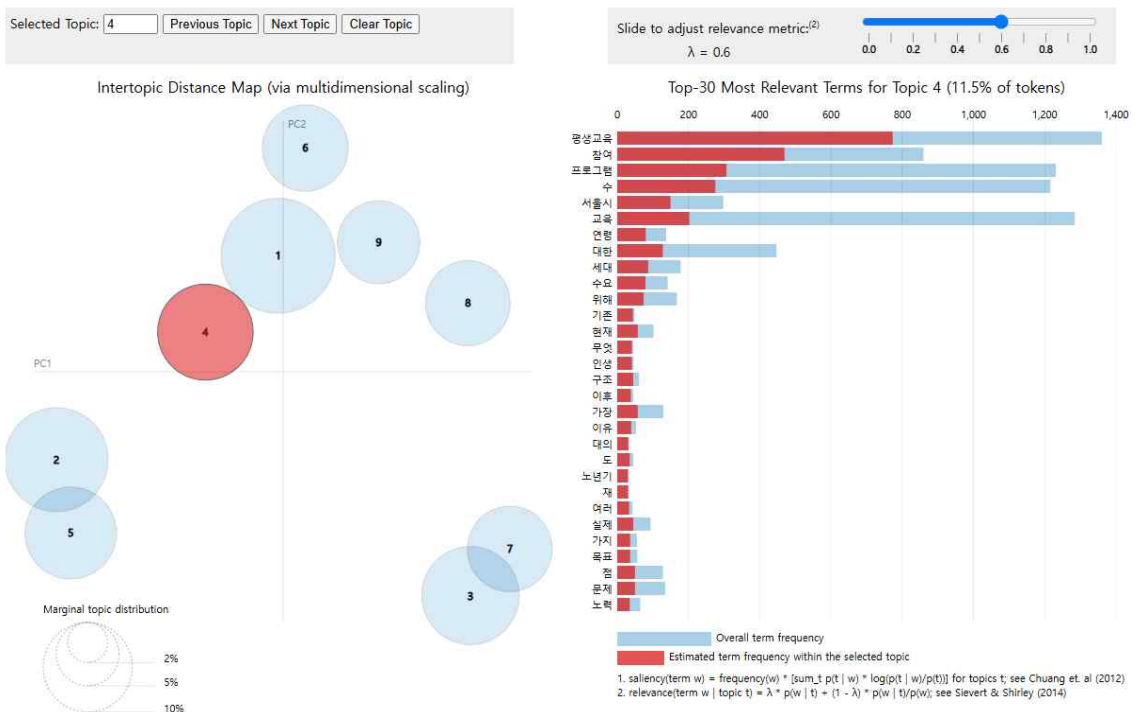 Selected Topic: 4 Previous Topic Next Topic Clear Topic
Slide to adjust relevance metric:(2)
λ = 0.6
0.0 0.2 0.4 0.6 0.8 1.0
Intertopic Distance Map (via multidimensional scaling)
PC2
PC1
6
1
9
8
4
2
5
7
3
Marginal topic distribution
2%
5%
10%
Top-30 Most Relevant Terms for Topic 4 (11.5% of tokens)
0 200 400 600 800 1,000 1,200 1,400
평생교육
참여
프로그램
수
서울시
교육
연령
대한
세대
수요
위해
기존
현재
무엇
인생
구조
이후
가장
이유
대의
도
노년기
재
여러
실제
가지
목표
점
문제
노력
Overall term frequency
Estimated term frequency within the selected topic
1. saliency(term w) = frequency(w) * [sum_t p(t | w) * log(p(t | w)/p(t))] for topics t; see Chuang et. al (2012)
2. relevance(term w | topic t) = λ * p(w | t) + (1 - λ) * p(w | t)/p(w); see Sievert & Shirley (2014)